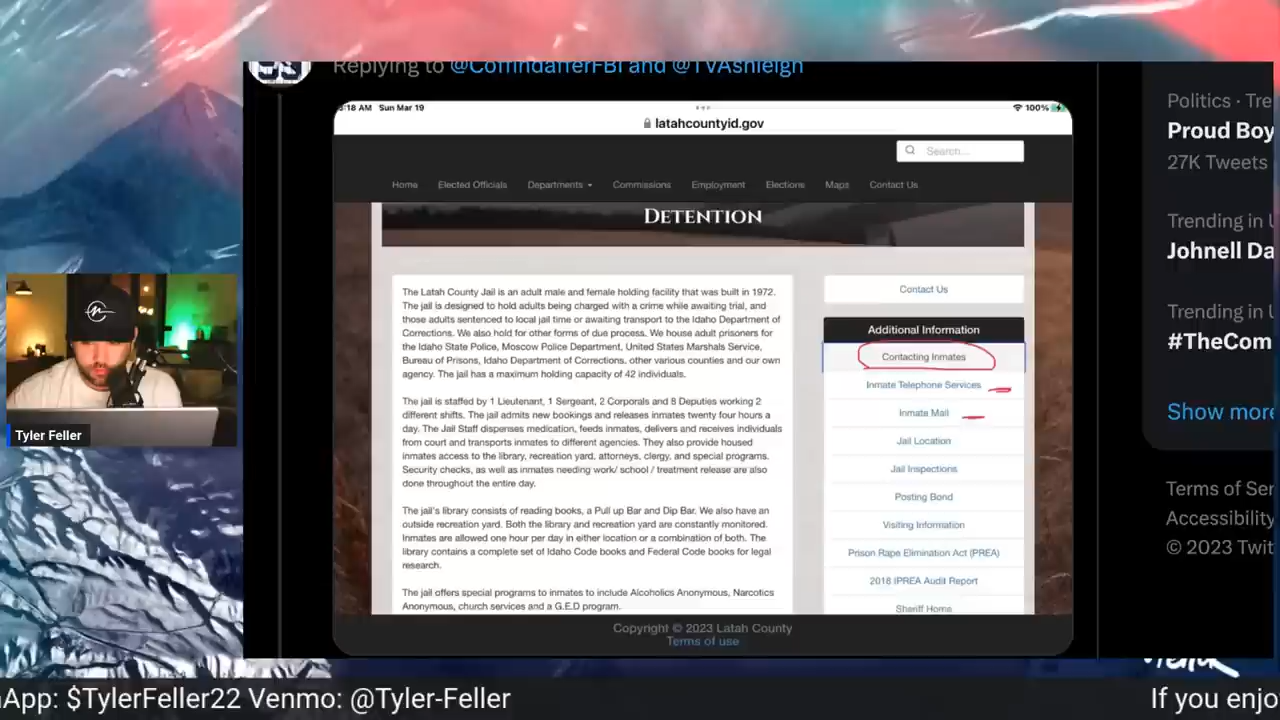 Replying to @CoffindafferFBI and @TVAshleigh
:18 AM Sun Mar 19
100%
latahcountyid.gov
Search...
Home Elected Officials Departments Commissions Employment Elections Maps Contact Us
DETENTION
The Latah County Jail is an adult male and female holding facility that was built in 1972.
The jail is designed to hold adults being charged with a crime while awaiting trial, and
those adults sentenced to local jail time or awaiting transport to the Idaho Department of
Corrections. We also hold for other forms of due process. We house adult prisoners for
the Idaho State Police, Moscow Police Department, United States Marshals Service,
Bureau of Prisons, Idaho Department of Corrections, other various counties and our own
agency. The jail has a maximum holding capacity of 42 individuals.
The jail is staffed by 1 Lieutenant, 1 Sergeant, 2 Corporals and 8 Deputies working 2
different shifts. The jail admits new bookings and releases inmates twenty four hours a
day. The Jail Staff dispenses medication, feeds inmates, delivers and receives individuals
from court and transports inmates to different agencies. They also provide housed
inmates access to the library, recreation yard, attorneys, clergy, and special programs.
Security checks, as well as inmates needing work/ school / treatment release are also
done throughout the entire day.
The jail's library consists of reading books, a Pull up Bar and Dip Bar. We also have an
outside recreation yard. Both the library and recreation yard are constantly monitored.
Inmates are allowed one hour per day in either location or a combination of both. The
library contains a complete set of Idaho Code books and Federal Code books for legal
research.
The jail offers special programs to inmates to include Alcoholics Anonymous, Narcotics
Anonymous, church services and a G.E.D program.
Contact Us
Additional Information
Contacting Inmates
Inmate Telephone Services
Inmate Mail
Jail Location
Jail Inspections
Posting Bond
Visiting Information
Prison Rape Elimination Act (PREA)
2018 IPREA Audit Report
Sheriff Home
Copyright © 2023 Latah County
Terms of use
Politics · Tre
Proud Boy
27K Tweets
Trending in U
Johnell Da
Trending in U
#TheCom
Show more
Terms of Ser
Accessibility
© 2023 Twit
Tyler Feller
App: $TylerFeller22 Venmo: @Tyler-Feller
If you enjo